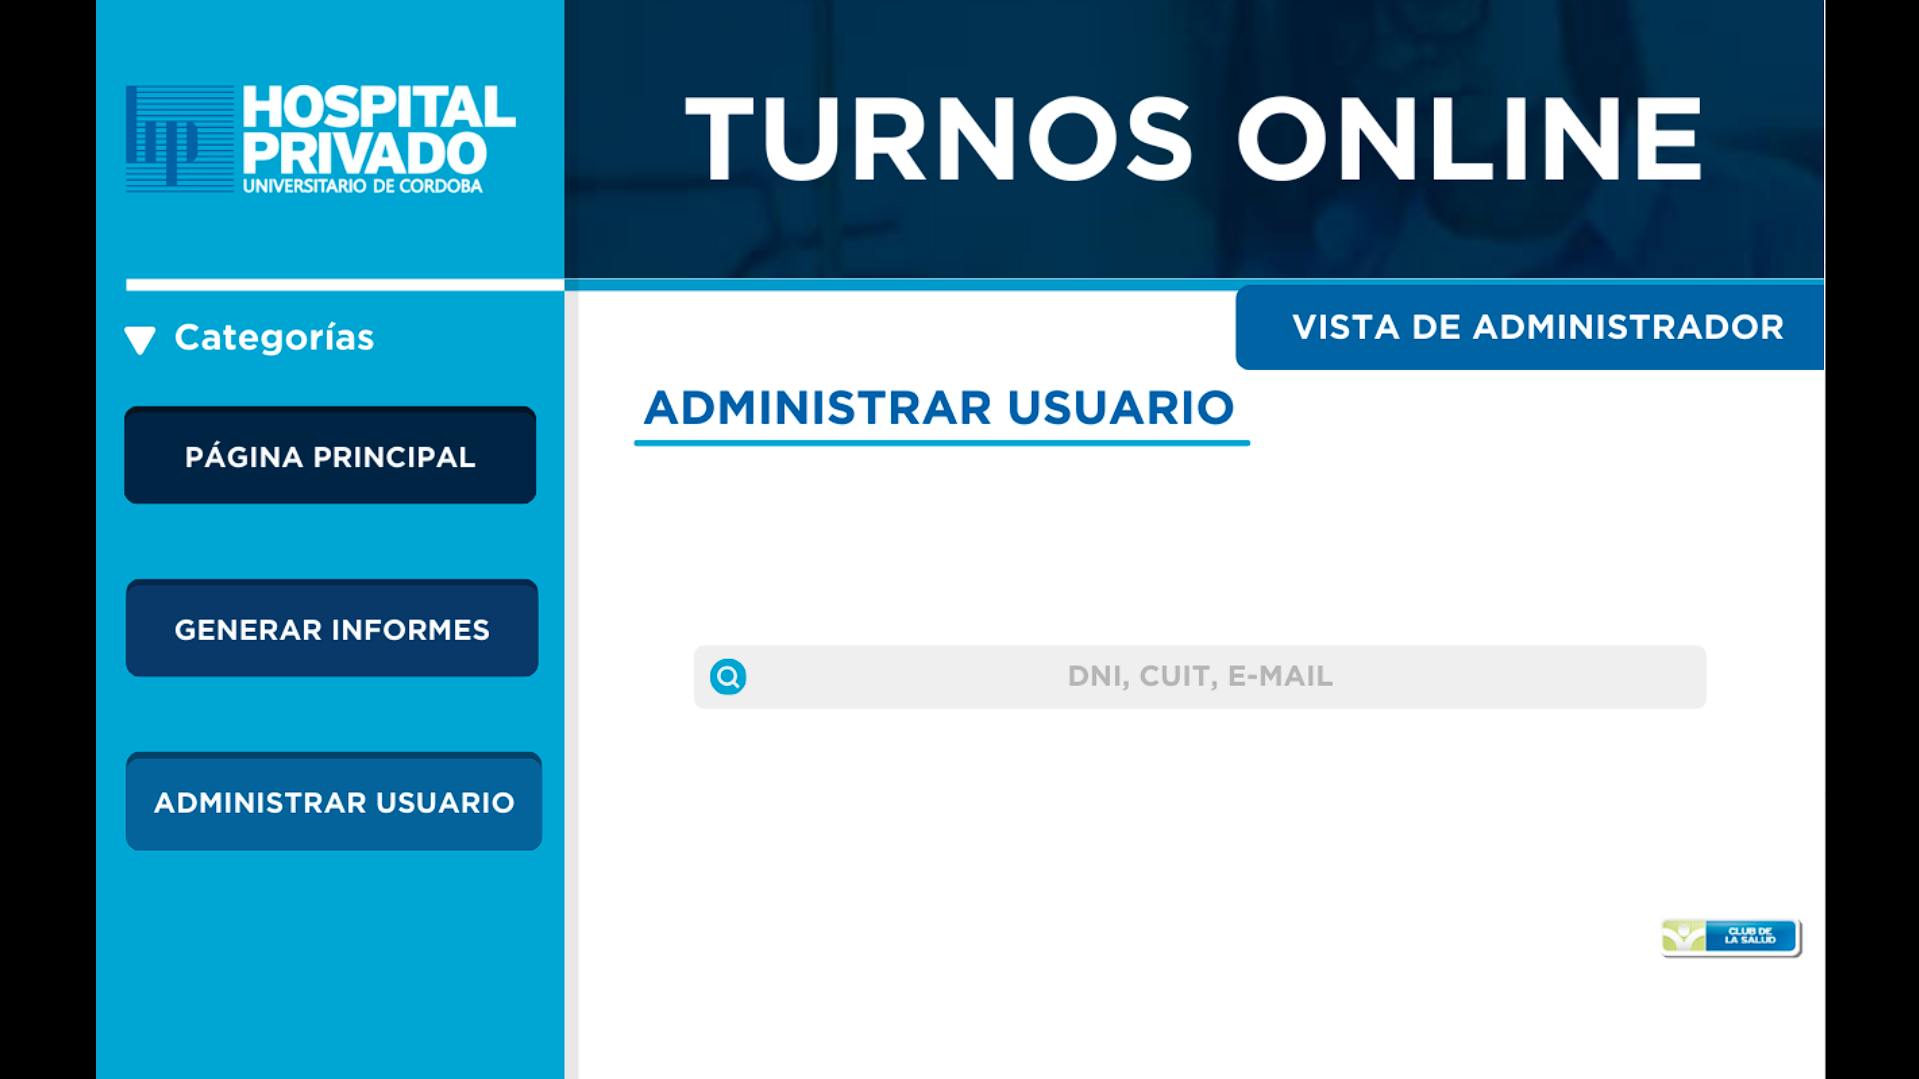 HOSPITAL
PRIVADO
UNIVERSITARIO DE CORDOBA
TURNOS ONLINE
Categorías
VISTA DE ADMINISTRADOR
ADMINISTRAR USUARIO
PÁGINA PRINCIPAL
GENERAR INFORMES
DNI, CUIT, E-MAIL
ADMINISTRAR USUARIO
CLUB DE
LA SALUD